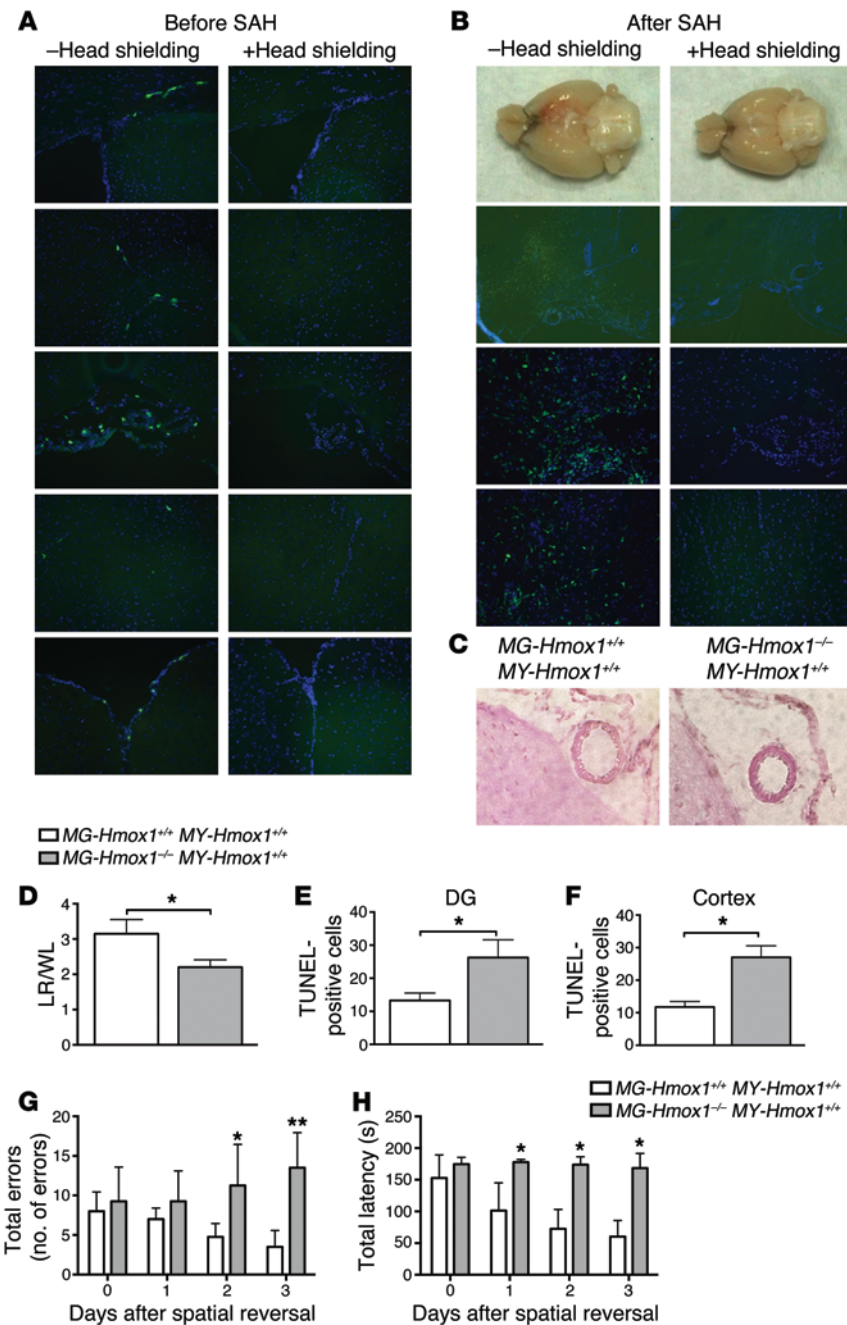 A
Before SAH
–Head shielding
+Head shielding
B
After SAH
–Head shielding
+Head shielding
C
MG-Hmox1+/+
MY-Hmox1+/+
MG-Hmox1–/–
MY-Hmox1+/+
MG-Hmox1+/+ MY-Hmox1+/+
MG-Hmox1–/– MY-Hmox1+/+
D
*
LR/WL
4
3
2
1
0
E
DG
*
TUNEL-
positive cells
40
30
20
10
0
F
Cortex
*
TUNEL-
positive cells
40
30
20
10
0
MG-Hmox1+/+ MY-Hmox1+/+
MG-Hmox1–/– MY-Hmox1+/+
G
* **
Total errors
(no. of errors)
20
15
10
5
0
0 1 2 3
Days after spatial reversal
H
* * *
Total latency (s)
250
200
150
100
50
0
0 1 2 3
Days after spatial reversal